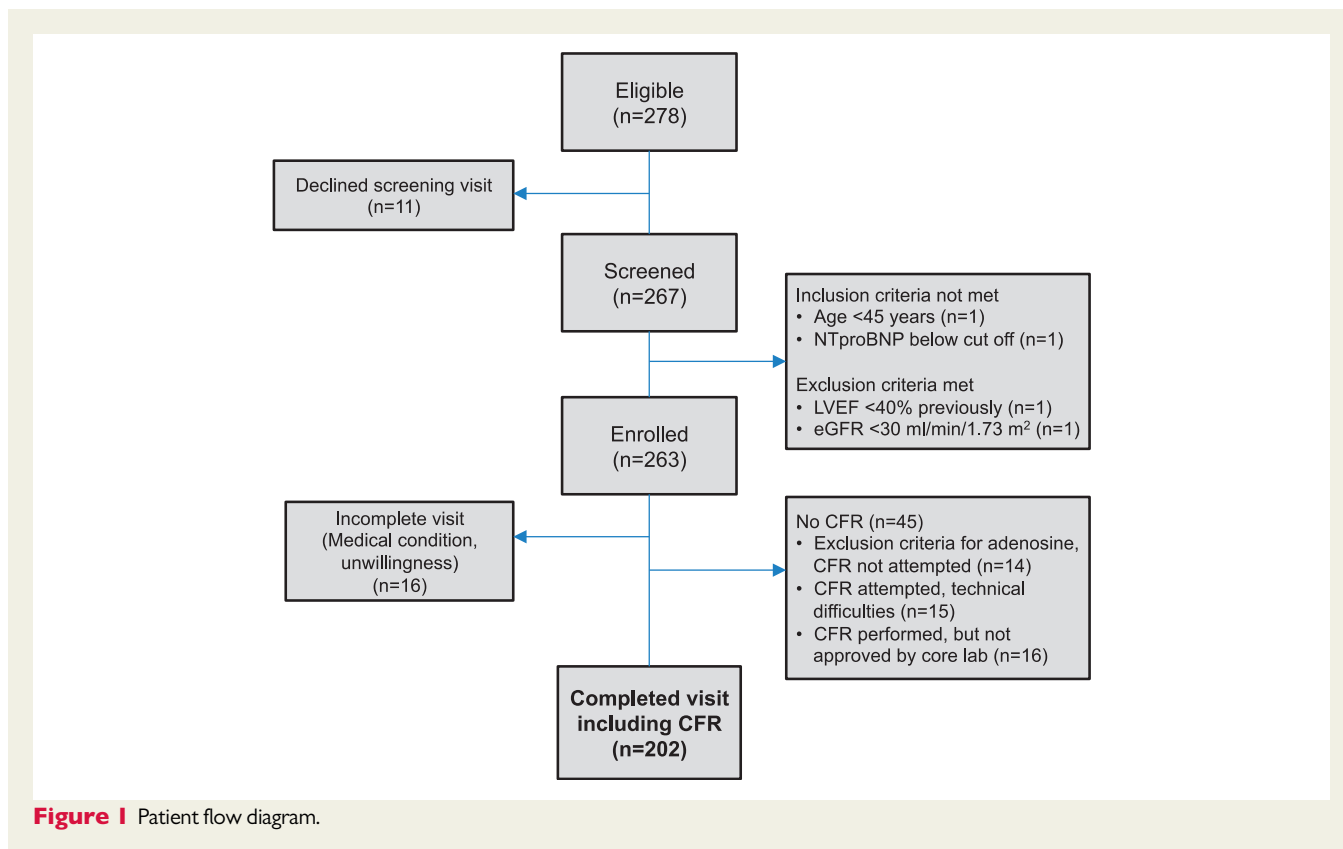 Eligible
(n=278)
Declined screening visit
(n=11)
Screened
(n=267)
Inclusion criteria not met
• Age <45 years (n=1)
• NTproBNP below cut off (n=1)
Exclusion criteria met
• LVEF <40% previously (n=1)
• eGFR <30 ml/min/1.73 m² (n=1)
Enrolled
(n=263)
Incomplete visit
(Medical condition,
unwillingness)
(n=16)
No CFR (n=45)
• Exclusion criteria for adenosine,
CFR not attempted (n=14)
• CFR attempted, technical
difficulties (n=15)
• CFR performed, but not
approved by core lab (n=16)
Completed visit
including CFR
(n=202)
Figure 1 Patient flow diagram.